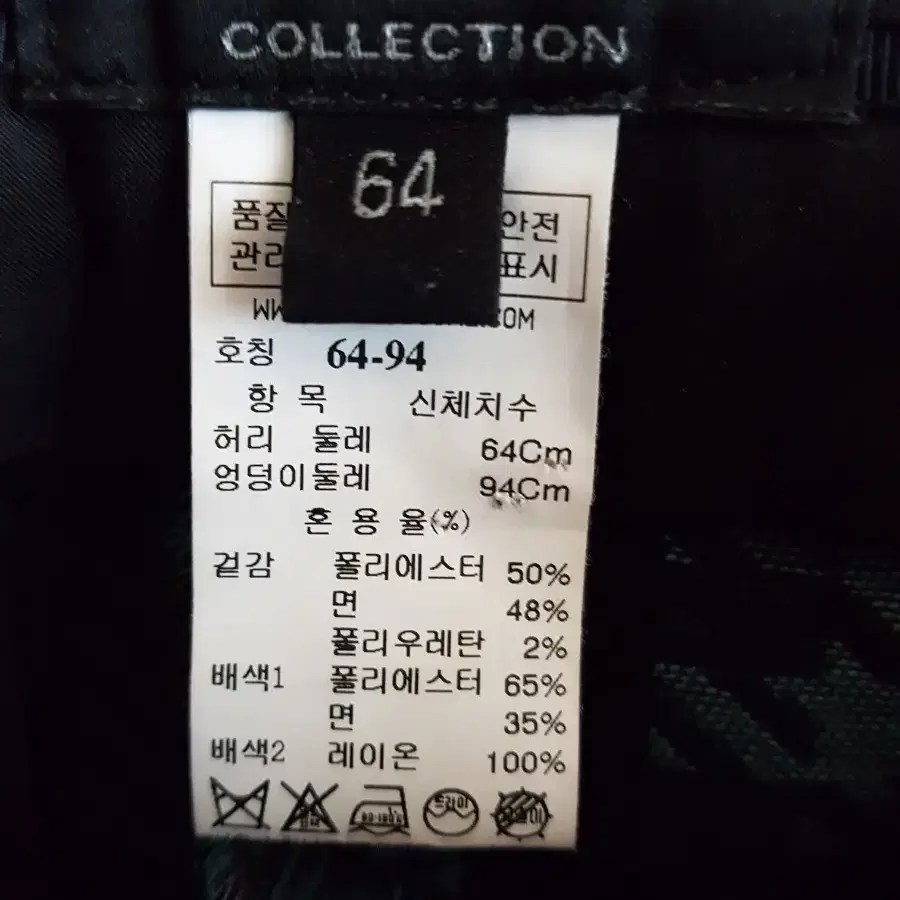 COLLECTION
64
품질 안전
관리 표시
호칭 64-94
항 목 신체치수
허리 둘레 64Cm
엉덩이둘레 94Cm
혼 용 율(%)
겉감 폴리에스터 50%
면 48%
폴리우레탄 2%
배색1 폴리에스터 65%
면 35%
배색2 레이온 100%
드라이